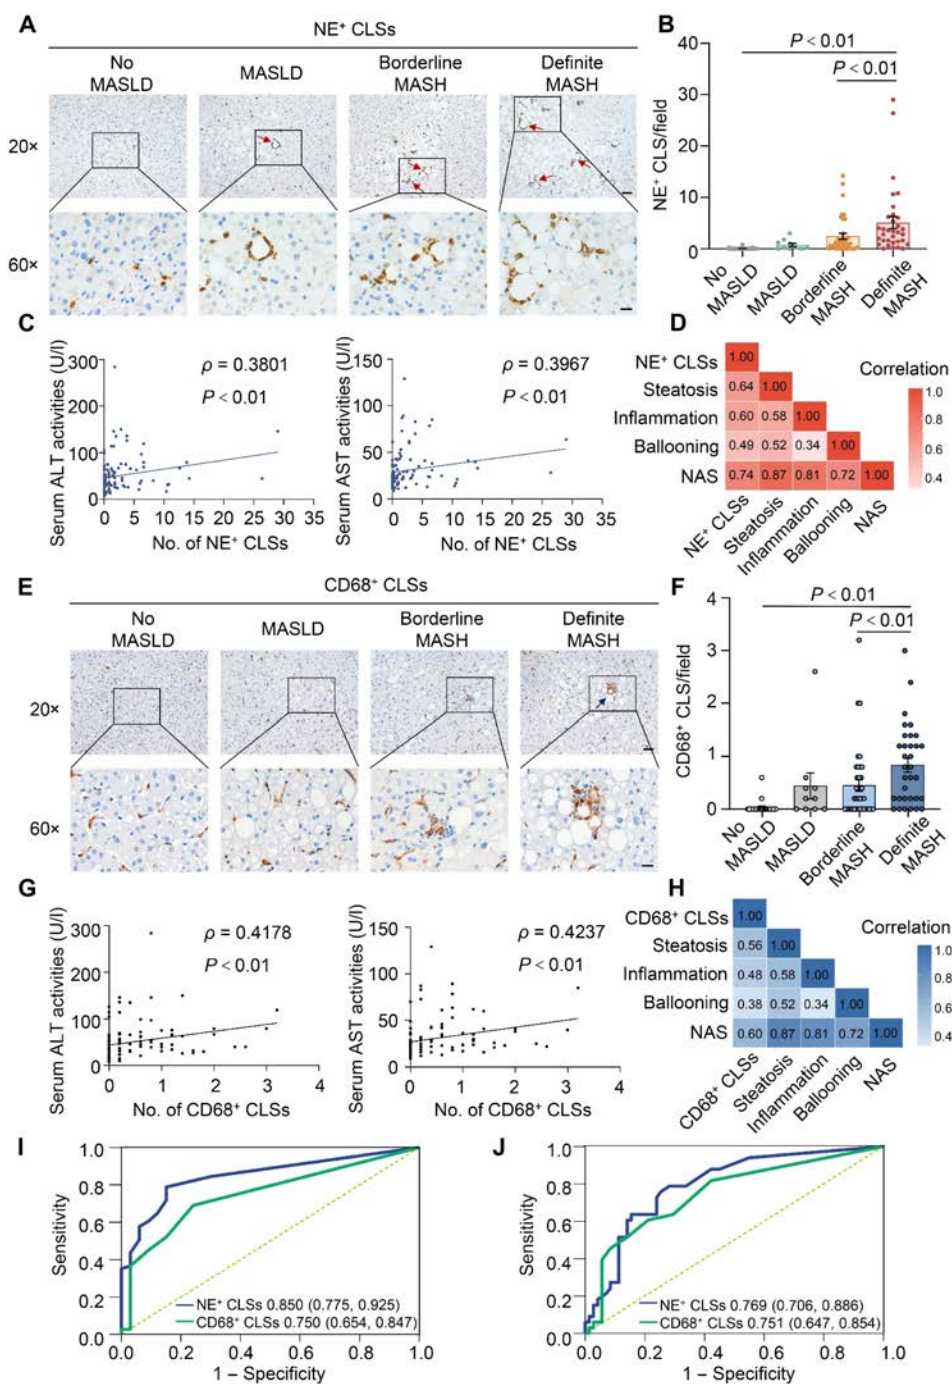 A
NE⁺ CLSs
No MASLD
MASLD
Borderline MASH
Definite MASH
20×
60×
B
NE⁺ CLS/field
40
30
20
10
0
P < 0.01
P < 0.01
No MASLD
MASLD
Borderline MASH
Definite MASH
C
Serum ALT activities (U/l)
300
200
100
0
ρ = 0.3801
P < 0.01
0 5 10 15 20 25 30 35
No. of NE⁺ CLSs
Serum AST activities (U/l)
150
100
50
0
ρ = 0.3967
P < 0.01
0 5 10 15 20 25 30 35
No. of NE⁺ CLSs
D
NE⁺ CLSs 1.00
Steatosis 0.64 1.00
Inflammation 0.60 0.58 1.00
Ballooning 0.49 0.52 0.34 1.00
NAS 0.74 0.87 0.81 0.72 1.00
NE⁺ CLSs
Steatosis
Inflammation
Ballooning
NAS
Correlation
1.0
0.8
0.6
0.4
E
CD68⁺ CLSs
No MASLD
MASLD
Borderline MASH
Definite MASH
20×
60×
F
CD68⁺ CLS/field
4
3
2
1
0
P < 0.01
P < 0.01
No MASLD
MASLD
Borderline MASH
Definite MASH
G
Serum ALT activities (U/l)
300
200
100
0
ρ = 0.4178
P < 0.01
0 1 2 3 4
No. of CD68⁺ CLSs
Serum AST activities (U/l)
150
100
50
0
ρ = 0.4237
P < 0.01
0 1 2 3 4
No. of CD68⁺ CLSs
H
CD68⁺ CLSs 1.00
Steatosis 0.56 1.00
Inflammation 0.48 0.58 1.00
Ballooning 0.38 0.52 0.34 1.00
NAS 0.60 0.87 0.81 0.72 1.00
CD68⁺ CLSs
Steatosis
Inflammation
Ballooning
NAS
Correlation
1.0
0.8
0.6
0.4
I
Sensitivity
1.0
0.8
0.6
0.4
0.2
0.0
NE⁺ CLSs 0.850 (0.775, 0.925)
CD68⁺ CLSs 0.750 (0.654, 0.847)
0.0 0.2 0.4 0.6 0.8 1.0
1 – Specificity
J
Sensitivity
1.0
0.8
0.6
0.4
0.2
0.0
NE⁺ CLSs 0.769 (0.706, 0.886)
CD68⁺ CLSs 0.751 (0.647, 0.854)
0.0 0.2 0.4 0.6 0.8 1.0
1 – Specificity